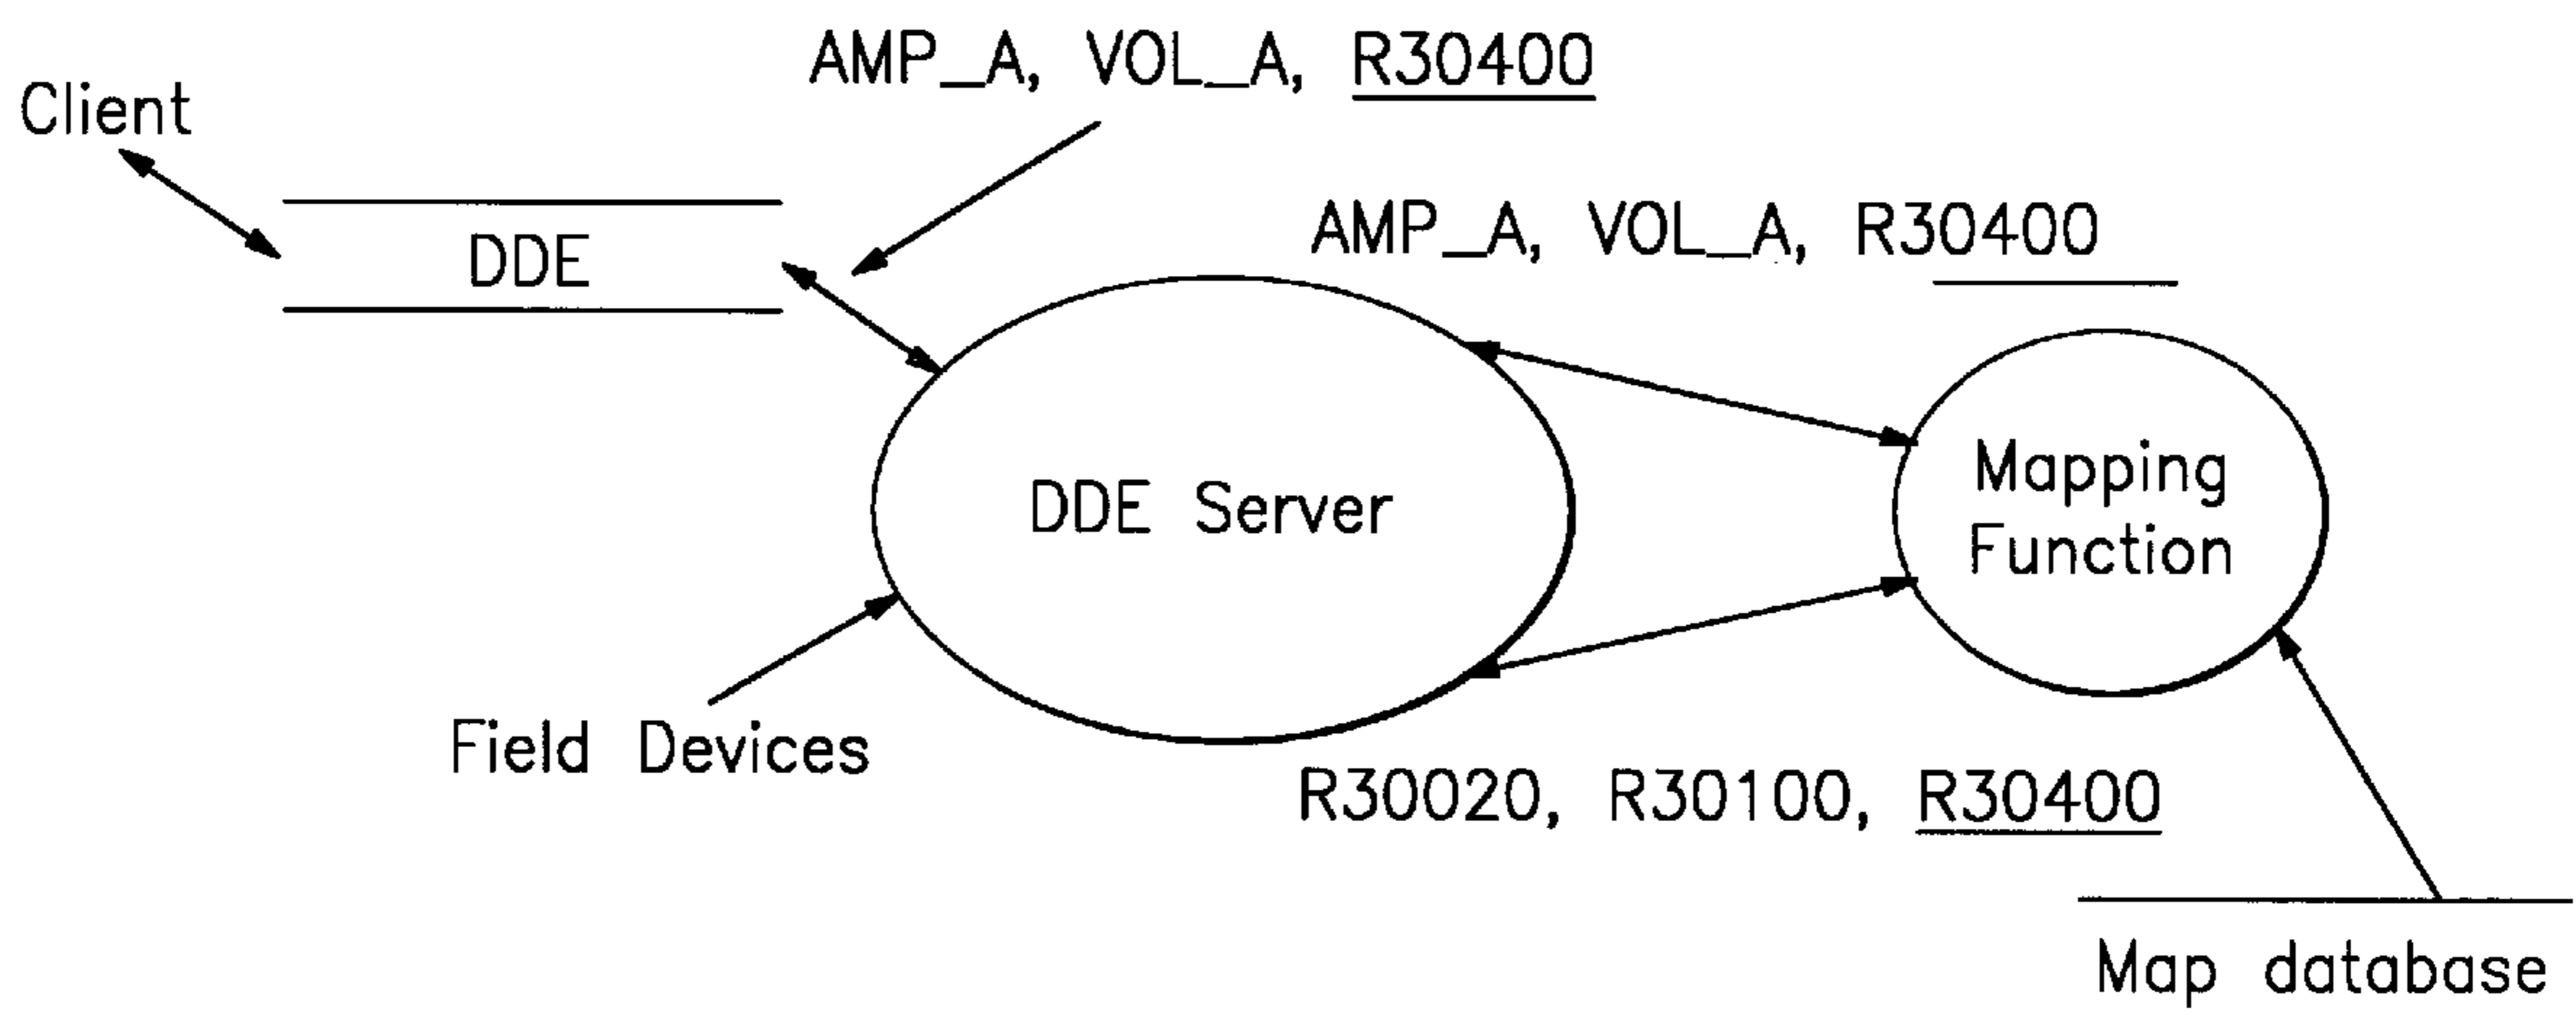 AMP_A, VOL_A, R30400
Client
DDE
AMP_A, VOL_A, R30400
DDE Server
Mapping
Function
Field Devices
R30020, R30100, R30400
Map database